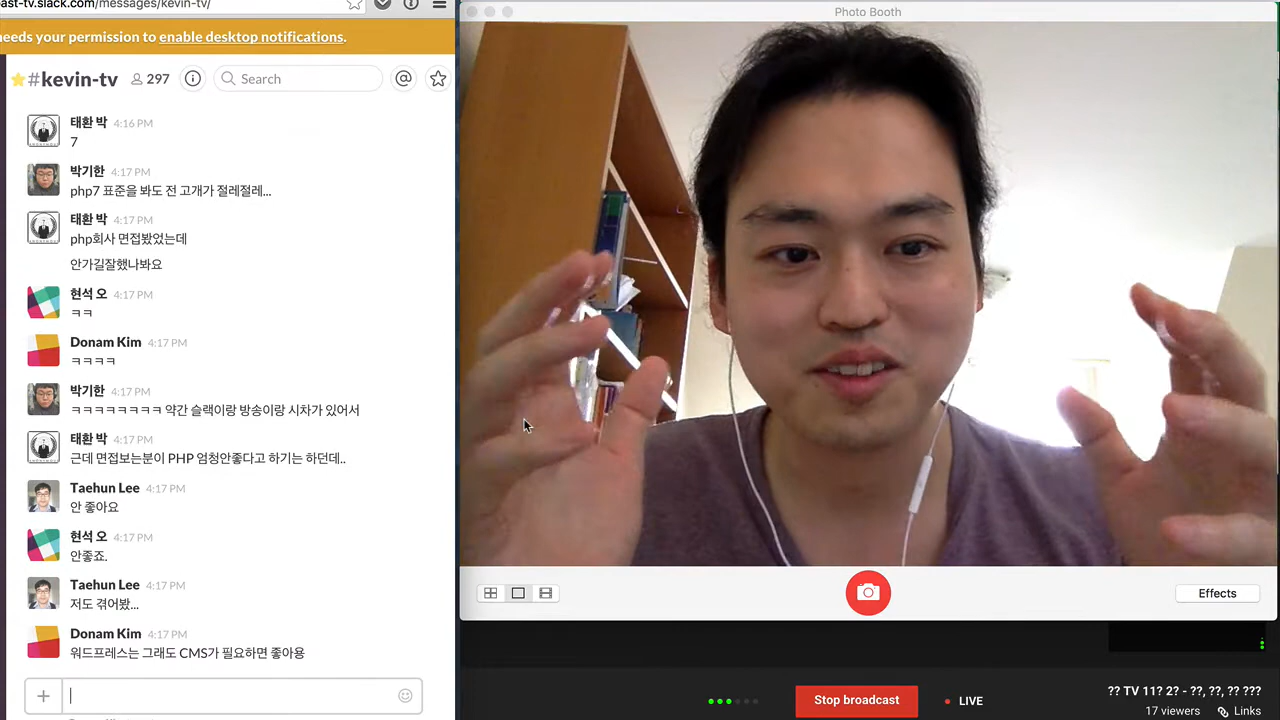 ast-tv.slack.com/messages/kevin-tv/
needs your permission to enable desktop notifications.
#kevin-tv 297 Search
태환 박 4:16 PM
7
박기한 4:17 PM
php7 표준을 봐도 전 고개가 절레절레...
태환 박 4:17 PM
php회사 면접봤었는데
안가길잘했나봐요
현석 오 4:17 PM
ㅋㅋ
Donam Kim 4:17 PM
ㅋㅋㅋㅋ
박기한 4:17 PM
ㅋㅋㅋㅋㅋㅋㅋㅋ 약간 슬랙이랑 방송이랑 시차가 있어서
태환 박 4:17 PM
근데 면접보는분이 PHP 엄청안좋다고 하기는 하던데..
Taehun Lee 4:17 PM
안 좋아요
현석 오 4:17 PM
안좋죠.
Taehun Lee 4:17 PM
저도 겪어봤...
Donam Kim 4:17 PM
워드프레스는 그래도 CMS가 필요하면 좋아용
Photo Booth
Effects
Stop broadcast
LIVE
?? TV 11? 2? - ??, ??, ?? ???
17 viewers Links